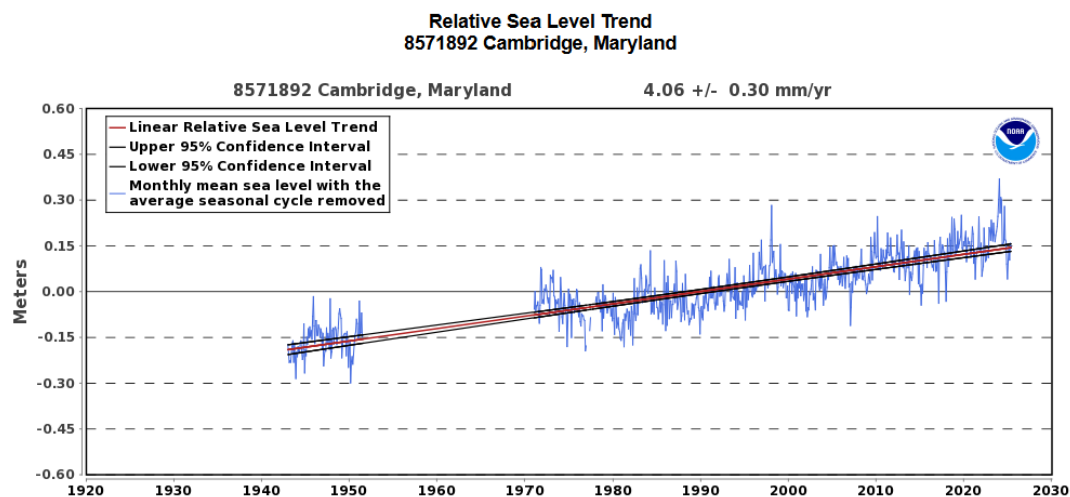 Relative Sea Level Trend
8571892 Cambridge, Maryland
8571892 Cambridge, Maryland 4.06 +/- 0.30 mm/yr
Linear Relative Sea Level Trend
Upper 95% Confidence Interval
Lower 95% Confidence Interval
Monthly mean sea level with the
average seasonal cycle removed
NOAA
Meters
0.60
0.45
0.30
0.15
0.00
-0.15
-0.30
-0.45
-0.60
1920 1930 1940 1950 1960 1970 1980 1990 2000 2010 2020 2030